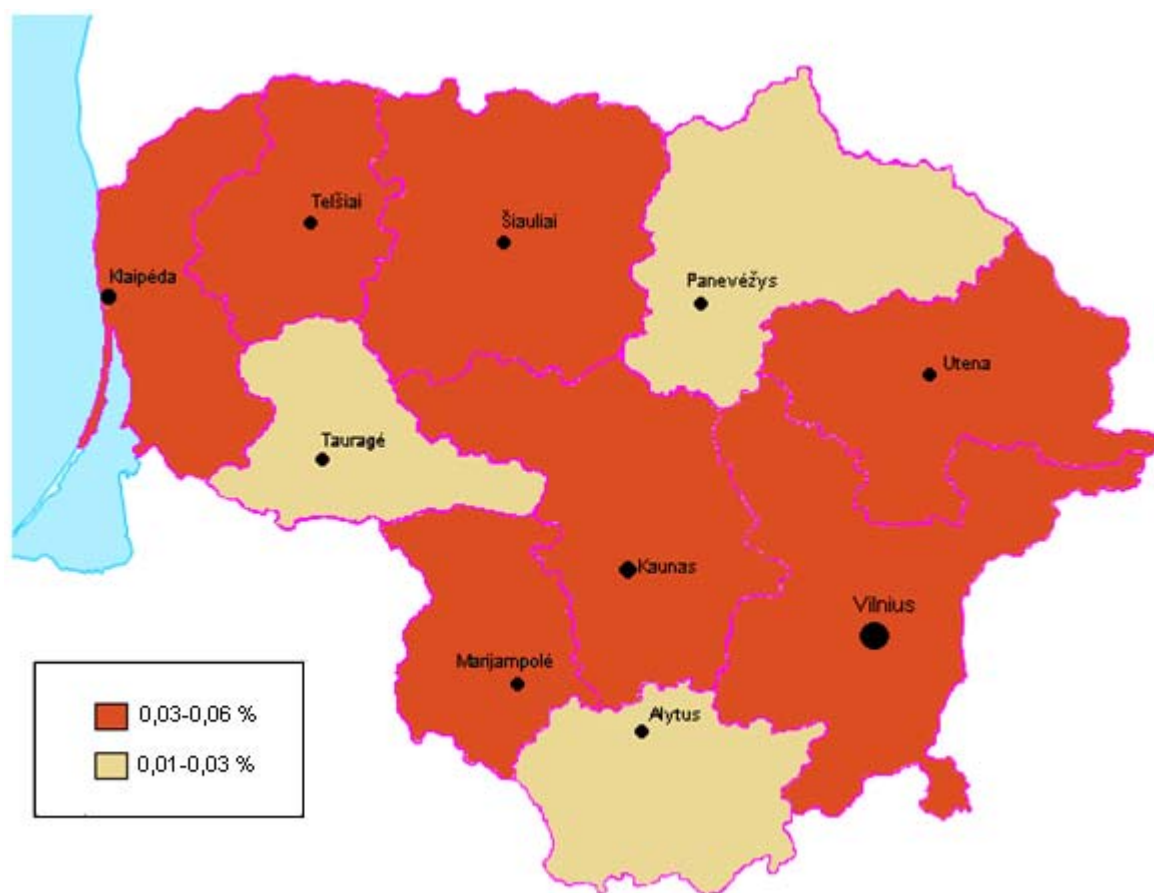 Telšiai
Šiauliai
Klaipėda
Panevėžys
Utena
Tauragė
Kaunas
Vilnius
Marijampolė
Alytus
0,03-0,06 %
0,01-0,03 %